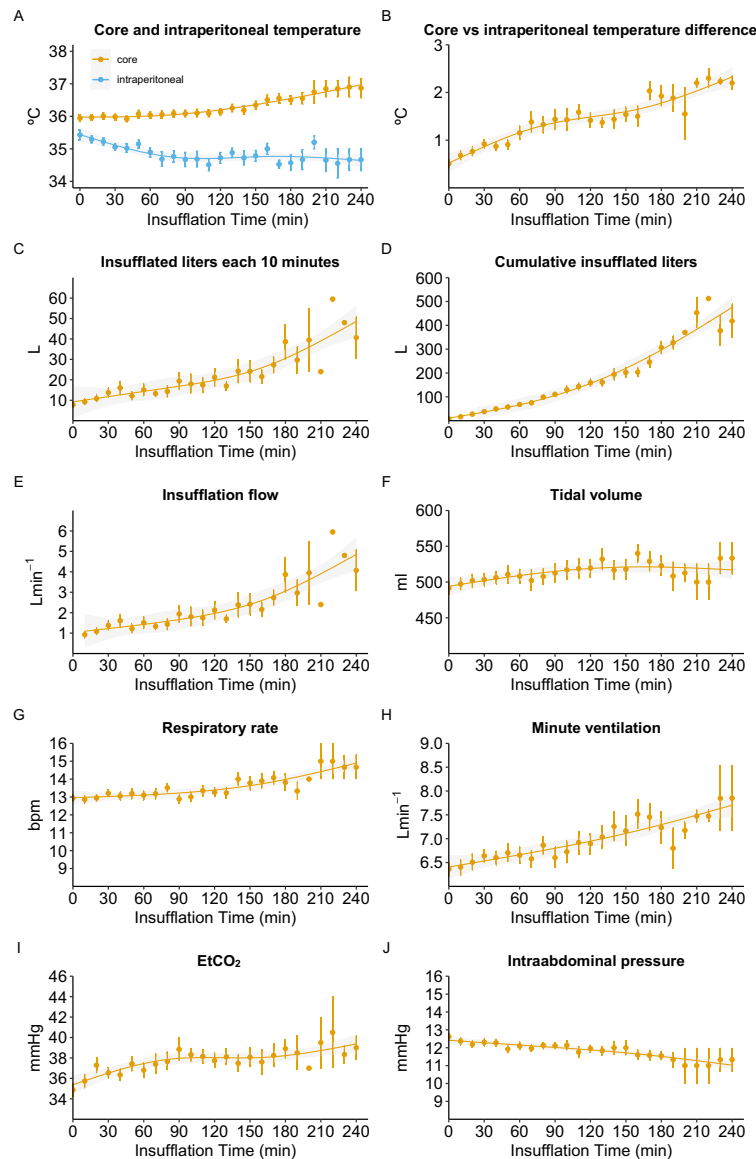 A
Core and intraperitoneal temperature
38
37
36
35
34
ºC
core
intraperitoneal
0 30 60 90 120 150 180 210 240
Insufflation Time (min)
B
Core vs intraperitoneal temperature difference
3
2
1
ºC
0 30 60 90 120 150 180 210 240
Insufflation Time (min)
C
Insufflated liters each 10 minutes
60
50
40
30
20
10
L
0 30 60 90 120 150 180 210 240
Insufflation Time (min)
D
Cumulative insufflated liters
600
500
400
300
200
100
L
0 30 60 90 120 150 180 210 240
Insufflation Time (min)
E
Insufflation flow
6
5
4
3
2
1
Lmin⁻¹
0 30 60 90 120 150 180 210 240
Insufflation Time (min)
F
Tidal volume
600
550
500
450
ml
0 30 60 90 120 150 180 210 240
Insufflation Time (min)
G
Respiratory rate
16
15
14
13
12
11
10
9
bpm
0 30 60 90 120 150 180 210 240
Insufflation Time (min)
H
Minute ventilation
9.0
8.5
8.0
7.5
7.0
6.5
Lmin⁻¹
0 30 60 90 120 150 180 210 240
Insufflation Time (min)
I
EtCO₂
46
44
42
40
38
36
34
mmHg
0 30 60 90 120 150 180 210 240
Insufflation Time (min)
J
Intraabdominal pressure
16
15
14
13
12
11
10
9
mmHg
0 30 60 90 120 150 180 210 240
Insufflation Time (min)